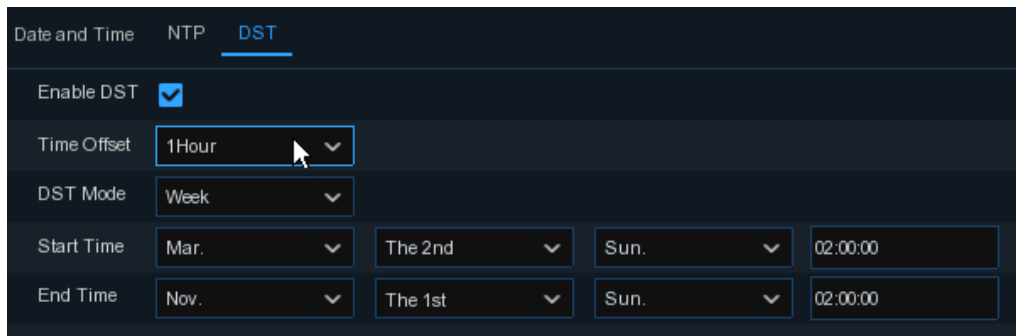 Date and Time NTP DST
Enable DST
Time Offset 1Hour
DST Mode Week
Start Time Mar. The 2nd Sun. 02:00:00
End Time Nov. The 1st Sun. 02:00:00